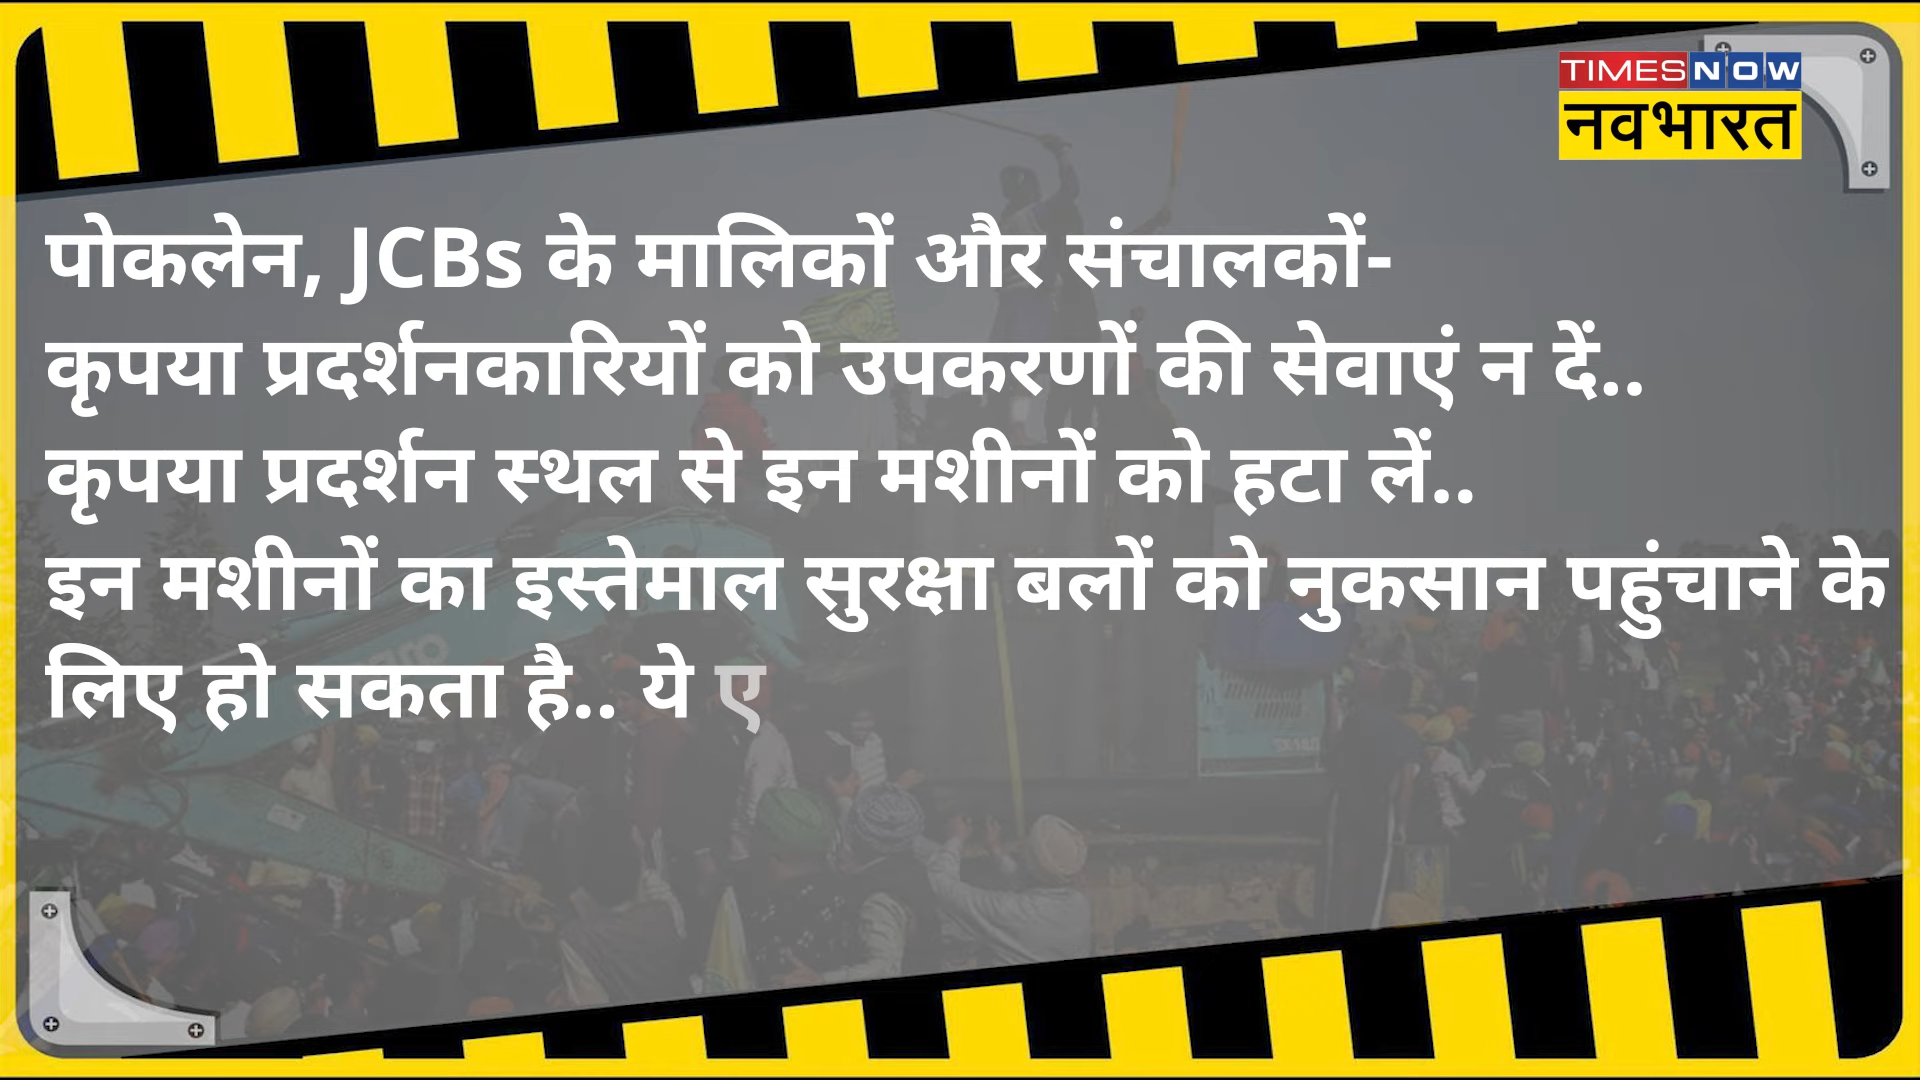 TIMES NOW
नवभारत
पोकलेन, JCBs के मालिकों और संचालकों-
कृपया प्रदर्शनकारियों को उपकरणों की सेवाएं न दें..
कृपया प्रदर्शन स्थल से इन मशीनों को हटा लें..
इन मशीनों का इस्तेमाल सुरक्षा बलों को नुकसान पहुंचाने के
लिए हो सकता है.. ये ए